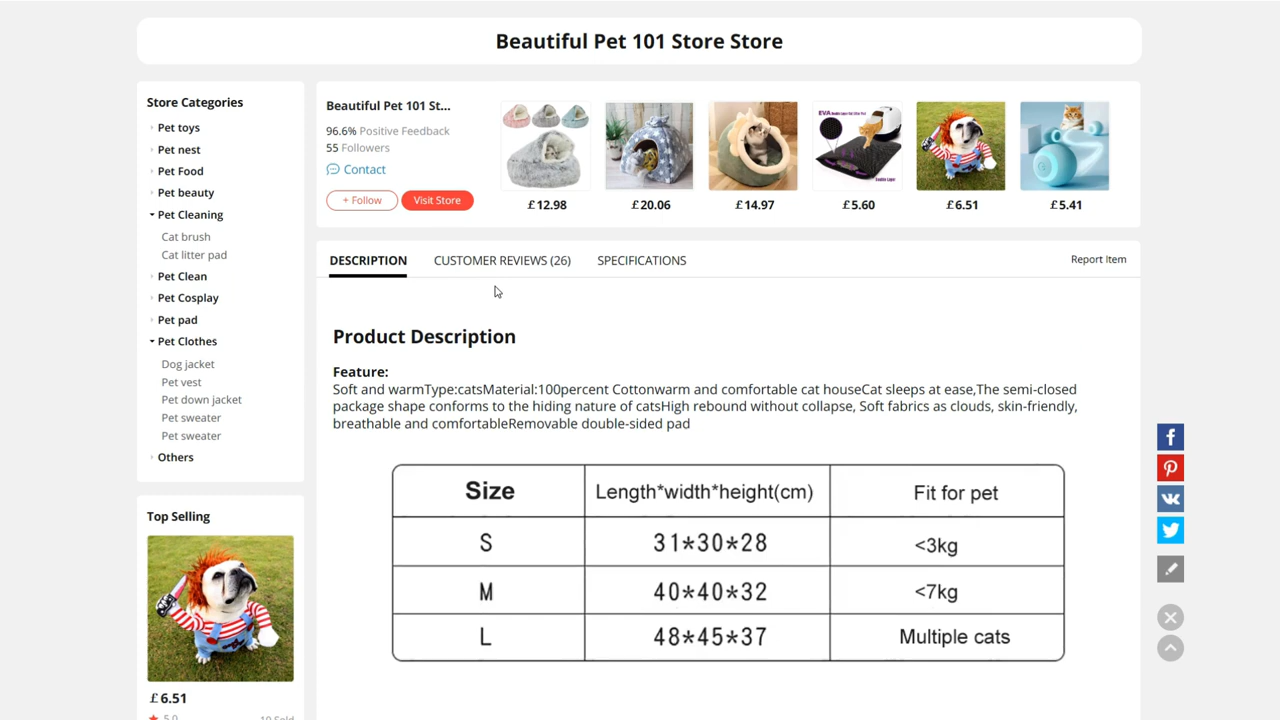 Beautiful Pet 101 Store Store
Store Categories
Pet toys
Pet nest
Pet Food
Pet beauty
Pet Cleaning
Cat brush
Cat litter pad
Pet Clean
Pet Cosplay
Pet pad
Pet Clothes
Dog jacket
Pet vest
Pet down jacket
Pet sweater
Pet sweater
Others
Top Selling
£6.51
5.0
10 Sold
Beautiful Pet 101 St...
96.6% Positive Feedback
55 Followers
Contact
+ Follow Visit Store
EVA
£12.98 £20.06 £14.97 £5.60 £6.51 £5.41
DESCRIPTION CUSTOMER REVIEWS (26) SPECIFICATIONS Report Item
Product Description
Feature:
Soft and warmType:catsMaterial:100percent Cottonwarm and comfortable cat houseCat sleeps at ease,The semi-closed
package shape conforms to the hiding nature of catsHigh rebound without collapse, Soft fabrics as clouds, skin-friendly,
breathable and comfortableRemovable double-sided pad
Size Length*width*height(cm) Fit for pet
S 31*30*28 <3kg
M 40*40*32 <7kg
L 48*45*37 Multiple cats